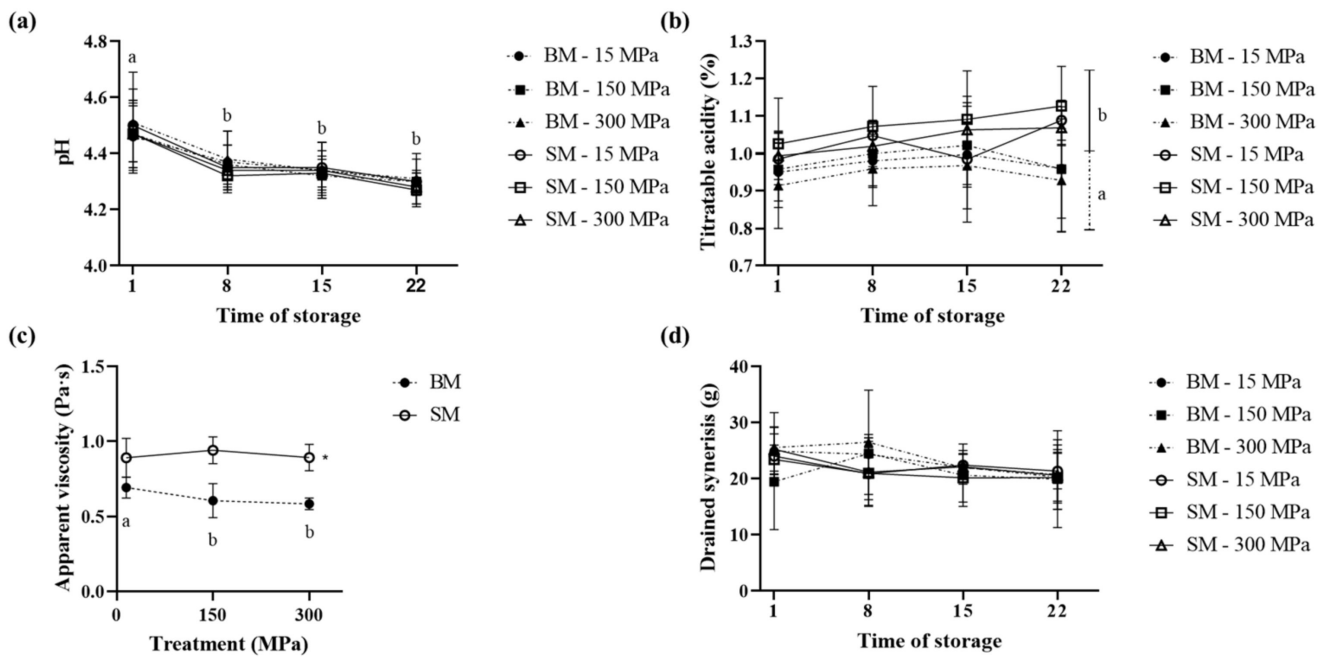 (a)
4.8
4.6
4.4
4.2
4.0
pH
a
b
b
b
1
8
15
22
Time of storage
BM - 15 MPa
BM - 150 MPa
BM - 300 MPa
SM - 15 MPa
SM - 150 MPa
SM - 300 MPa
(b)
1.3
1.2
1.1
1.0
0.9
0.8
0.7
Titratable acidity (%)
b
a
1
8
15
22
Time of storage
BM - 15 MPa
BM - 150 MPa
BM - 300 MPa
SM - 15 MPa
SM - 150 MPa
SM - 300 MPa
(c)
1.5
1.0
0.5
0.0
Apparent viscosity (Pa·s)
*
a
b
b
0
150
300
Treatment (MPa)
BM
SM
(d)
40
30
20
10
0
Drained synerisis (g)
1
8
15
22
Time of storage
BM - 15 MPa
BM - 150 MPa
BM - 300 MPa
SM - 15 MPa
SM - 150 MPa
SM - 300 MPa